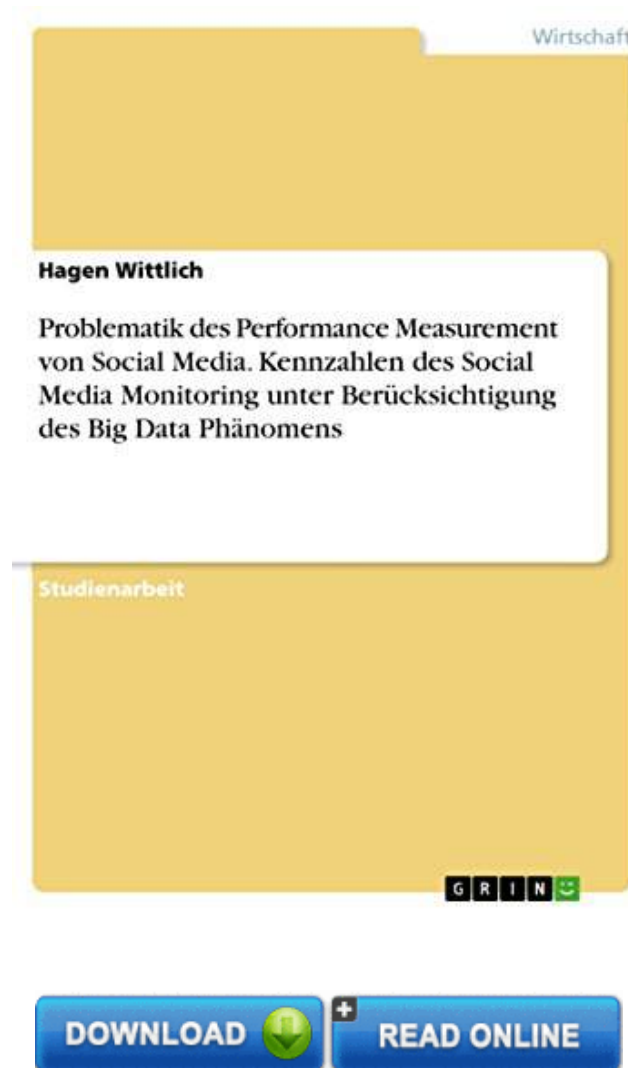 Wirtschaft
Hagen Wittlich
Problematik des Performance Measurement
von Social Media. Kennzahlen des Social
Media Monitoring unter Berücksichtigung
des Big Data Phänomens
Studienarbeit
GRIN
DOWNLOAD
READ ONLINE